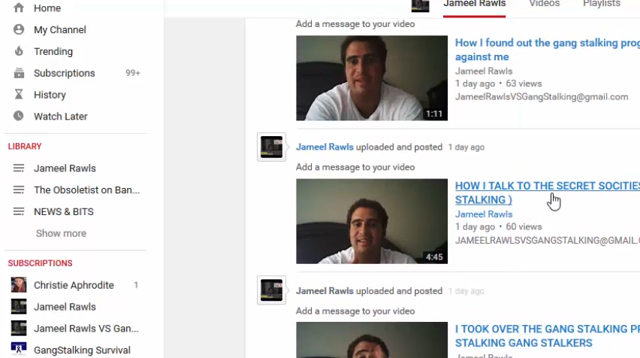 Home
My Channel
Trending
Subscriptions 99+
History
Watch Later
LIBRARY
Jameel Rawls
The Obsoletist on Ban...
NEWS & BITS
Show more
SUBSCRIPTIONS
Christie Aphrodite 1
Jameel Rawls
Jameel Rawls VS Gan...
GangStalking Survival
Jameel Rawls Videos Playlists
Add a message to your video
1:11
How I found out the gang stalking prog
against me
Jameel Rawls
1 day ago • 63 views
JameelRawlsVSGangStalking@gmail.com
Jameel Rawls uploaded and posted 1 day ago
Add a message to your video
4:45
HOW I TALK TO THE SECRET SOCITIES
STALKING )
Jameel Rawls
1 day ago • 60 views
JAMEELRAWLSVSGANGSTALKING@GMAIL.
Jameel Rawls uploaded and posted 1 day ago
Add a message to your video
I TOOK OVER THE GANG STALKING PR
STALKING GANG STALKERS
Jameel Rawls